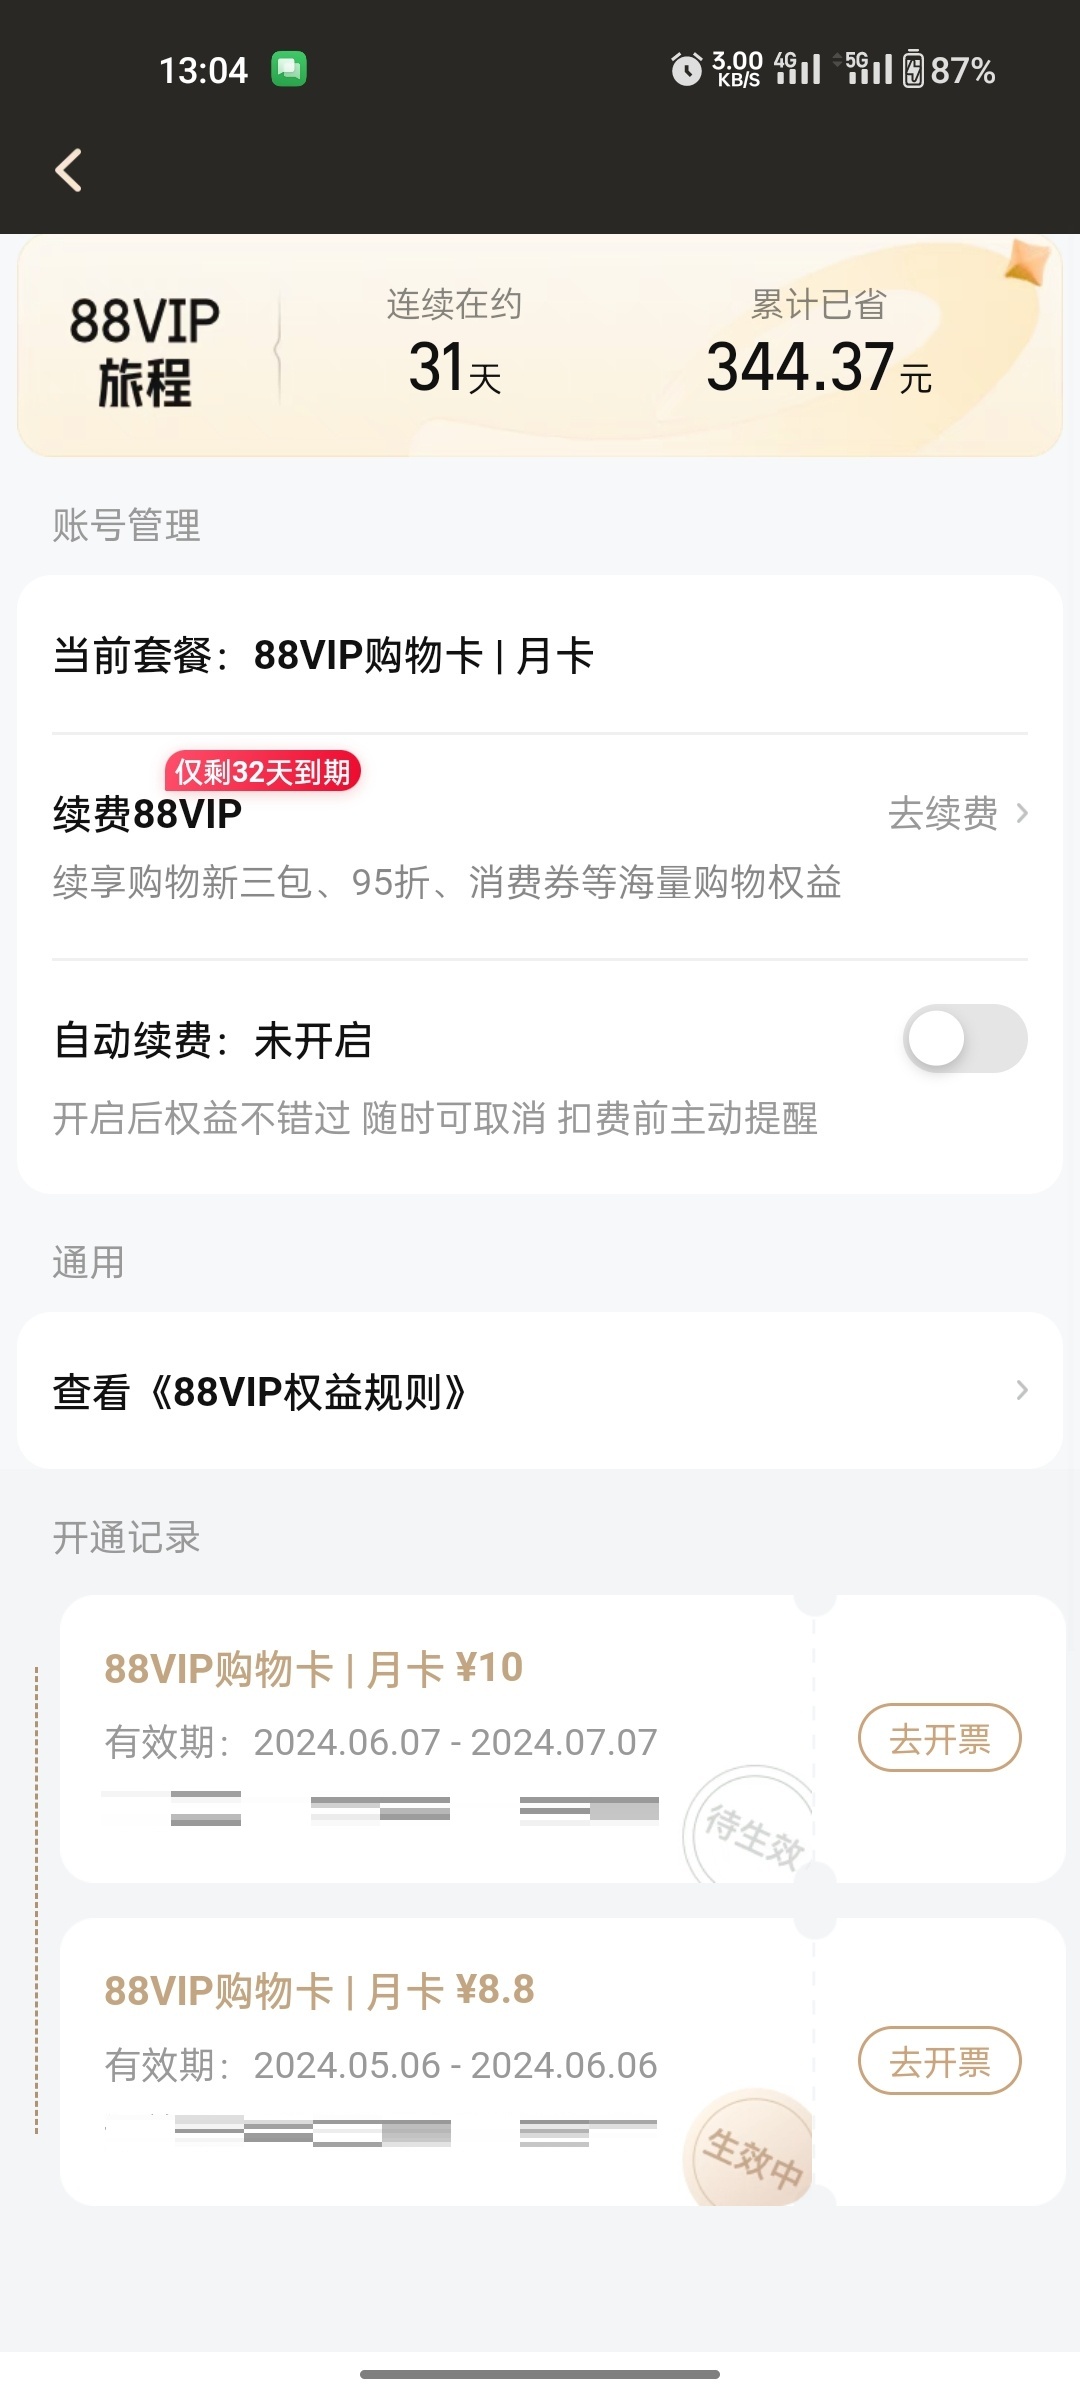 13:04
3.00 KB/S 4G 5G 87%
88VIP
旅程
连续在约
31天
累计已省
344.37元
账号管理
当前套餐：88VIP购物卡 | 月卡
仅剩32天到期
续费88VIP
去续费
续享购物新三包、95折、消费券等海量购物权益
自动续费：未开启
开启后权益不错过 随时可取消 扣费前主动提醒
通用
查看《88VIP权益规则》
开通记录
88VIP购物卡 | 月卡 ¥10
有效期：2024.06.07 - 2024.07.07
待生效
去开票
88VIP购物卡 | 月卡 ¥8.8
有效期：2024.05.06 - 2024.06.06
生效中
去开票